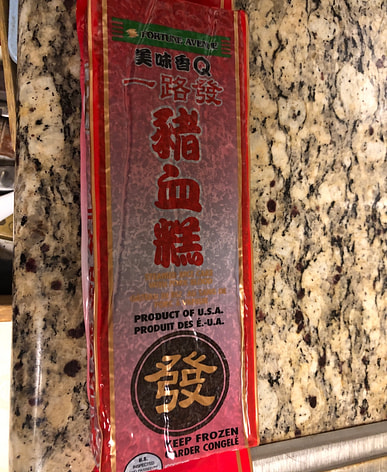 FORTUNE AVENUE
美味香Q
一路發
豬血糕
PRODUCT OF U.S.A.
PRODUIT DES É.-U.A.
發
KEEP FROZEN
GARDER CONGELÉ
INSPECTED